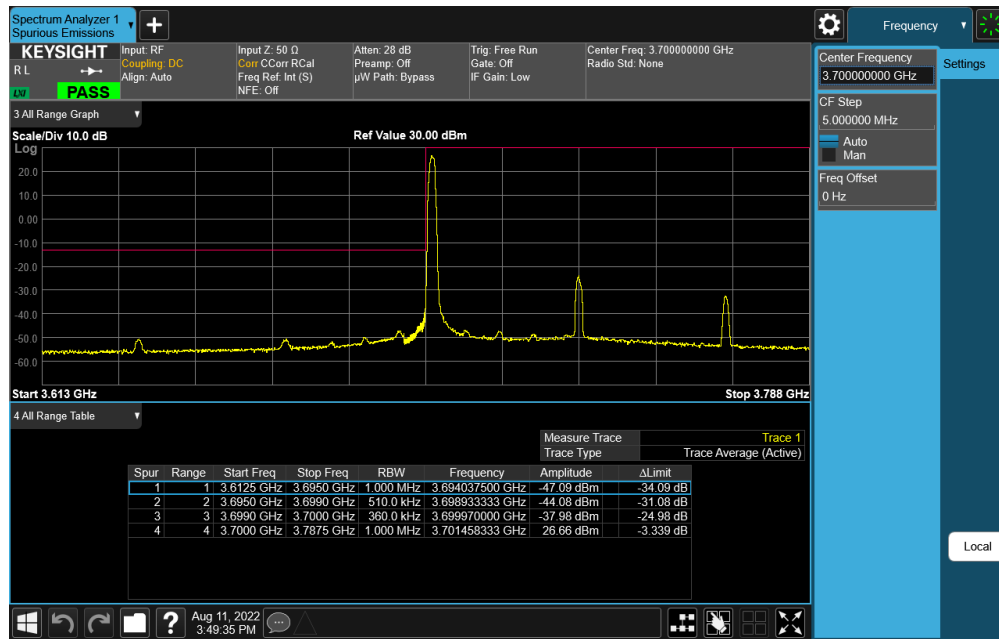 Spectrum Analyzer 1
Spurious Emissions
Frequency
KEYSIGHT
R L
LXI
PASS
Input: RF
Coupling: DC
Align: Auto
Input Z: 50 Ω
Corr CCorr RCal
Freq Ref: Int (S)
NFE: Off
Atten: 28 dB
Preamp: Off
µW Path: Bypass
Trig: Free Run
Gate: Off
IF Gain: Low
Center Freq: 3.700000000 GHz
Radio Std: None
Center Frequency
3.700000000 GHz
Settings
CF Step
5.000000 MHz
Auto
Man
Freq Offset
0 Hz
3 All Range Graph
Scale/Div 10.0 dB
Ref Value 30.00 dBm
Log
20.0
10.0
0.00
-10.0
-20.0
-30.0
-40.0
-50.0
-60.0
Start 3.613 GHz
Stop 3.788 GHz
4 All Range Table
Measure Trace Trace 1
Trace Type Trace Average (Active)
Spur Range Start Freq Stop Freq RBW Frequency Amplitude ΔLimit
1 1 3.6125 GHz 3.6950 GHz 1.000 MHz 3.694037500 GHz -47.09 dBm -34.09 dB
2 2 3.6950 GHz 3.6990 GHz 510.0 kHz 3.698933333 GHz -44.08 dBm -31.08 dB
3 3 3.6990 GHz 3.7000 GHz 360.0 kHz 3.699970000 GHz -37.98 dBm -24.98 dB
4 4 3.7000 GHz 3.7875 GHz 1.000 MHz 3.701458333 GHz 26.66 dBm -3.339 dB
Local
?
Aug 11, 2022
3:49:35 PM